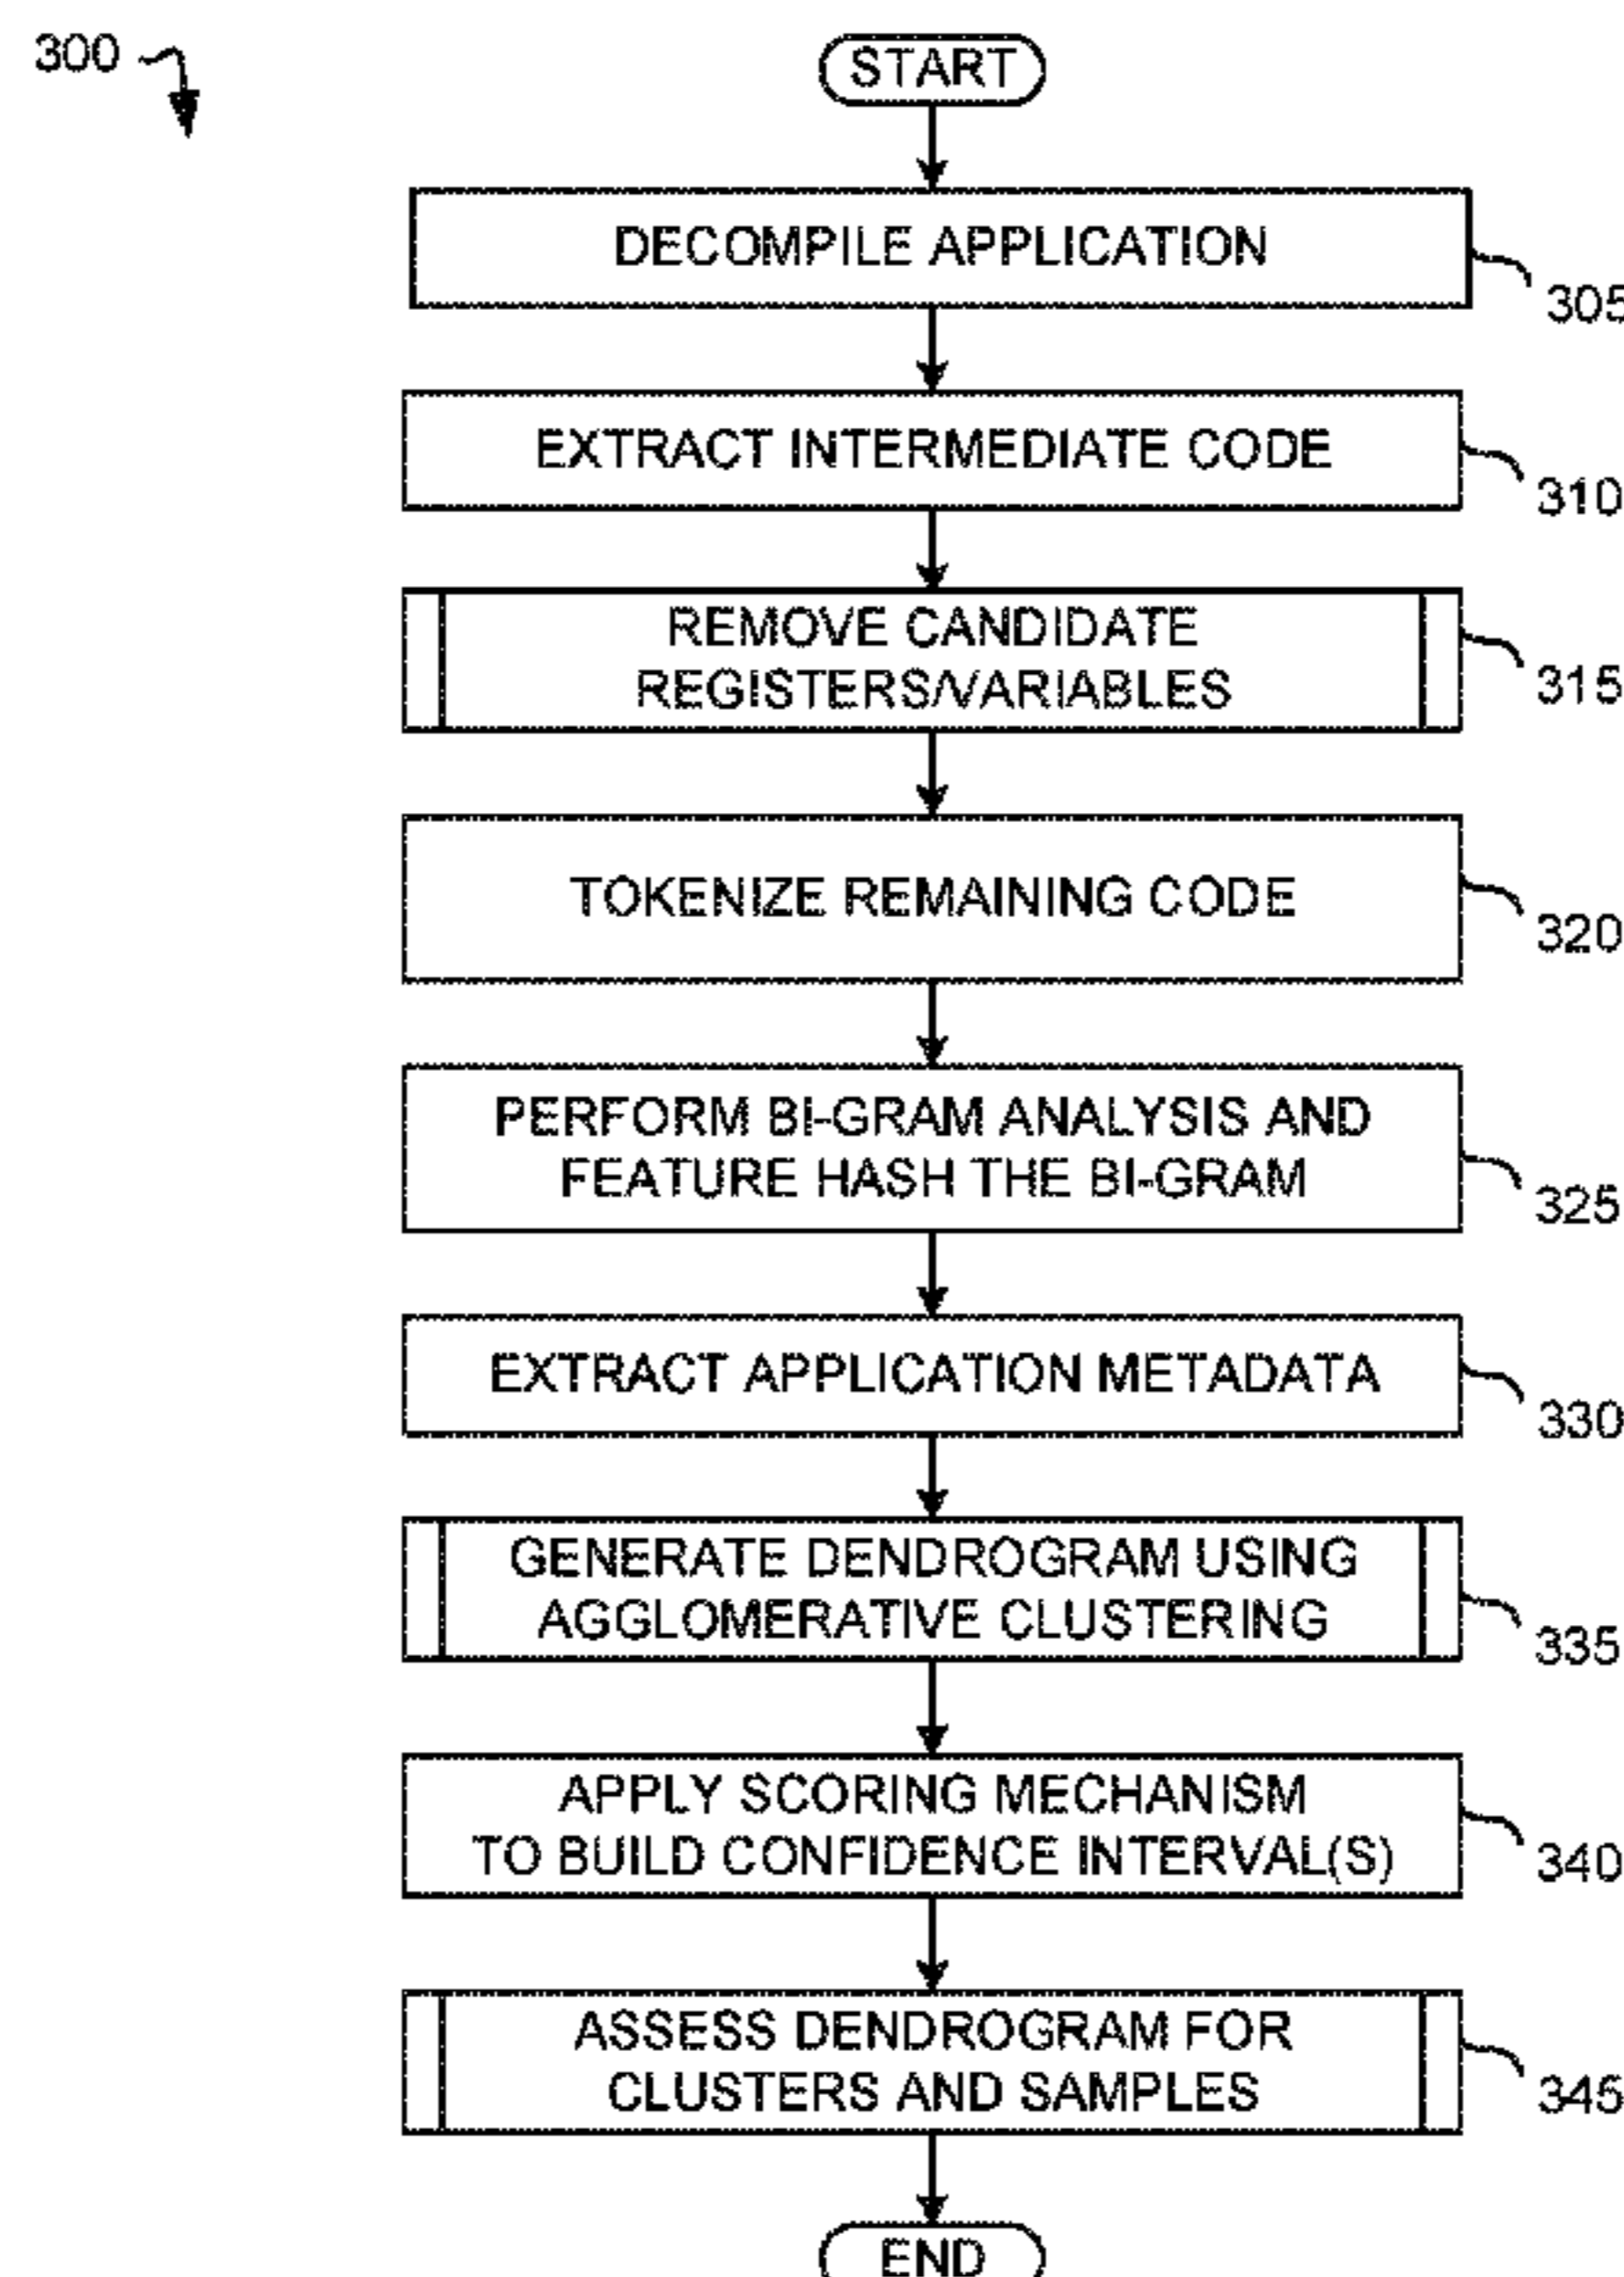 300
START
DECOMPILE APPLICATION
305
EXTRACT INTERMEDIATE CODE
310
REMOVE CANDIDATE
REGISTERS/VARIABLES
315
TOKENIZE REMAINING CODE
320
PERFORM BI-GRAM ANALYSIS AND
FEATURE HASH THE BI-GRAM
325
EXTRACT APPLICATION METADATA
330
GENERATE DENDROGRAM USING
AGGLOMERATIVE CLUSTERING
335
APPLY SCORING MECHANISM
TO BUILD CONFIDENCE INTERVAL(S)
340
ASSESS DENDROGRAM FOR
CLUSTERS AND SAMPLES
345
END